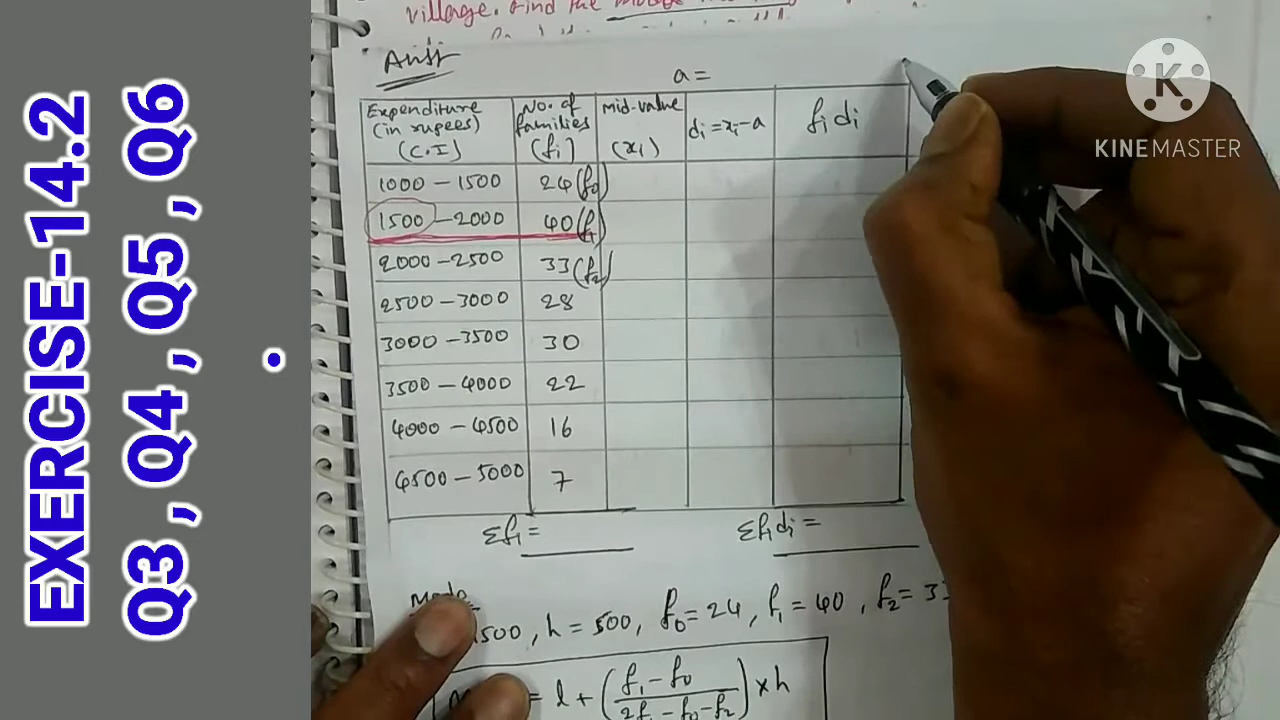 EXERCISE-14.2
Q3 , Q4 , Q5 , Q6 .
village. Find the
Ans:-
a =
Expenditure (in rupees) (C.I) No. of families (fi) Mid-value (xi) di = xi - a fi di
1000 - 1500 24 (f0)
1500 - 2000 40 (f1)
2000 - 2500 33 (f2)
2500 - 3000 28
3000 - 3500 30
3500 - 4000 22
4000 - 4500 16
4500 - 5000 7
Σfi = Σfidi =
1500 , h = 500, f0 = 24, f1 = 40 , f2 = 33
= l + (f1 - f0 / 2f1 - f0 - f2) × h
K
KINEMASTER